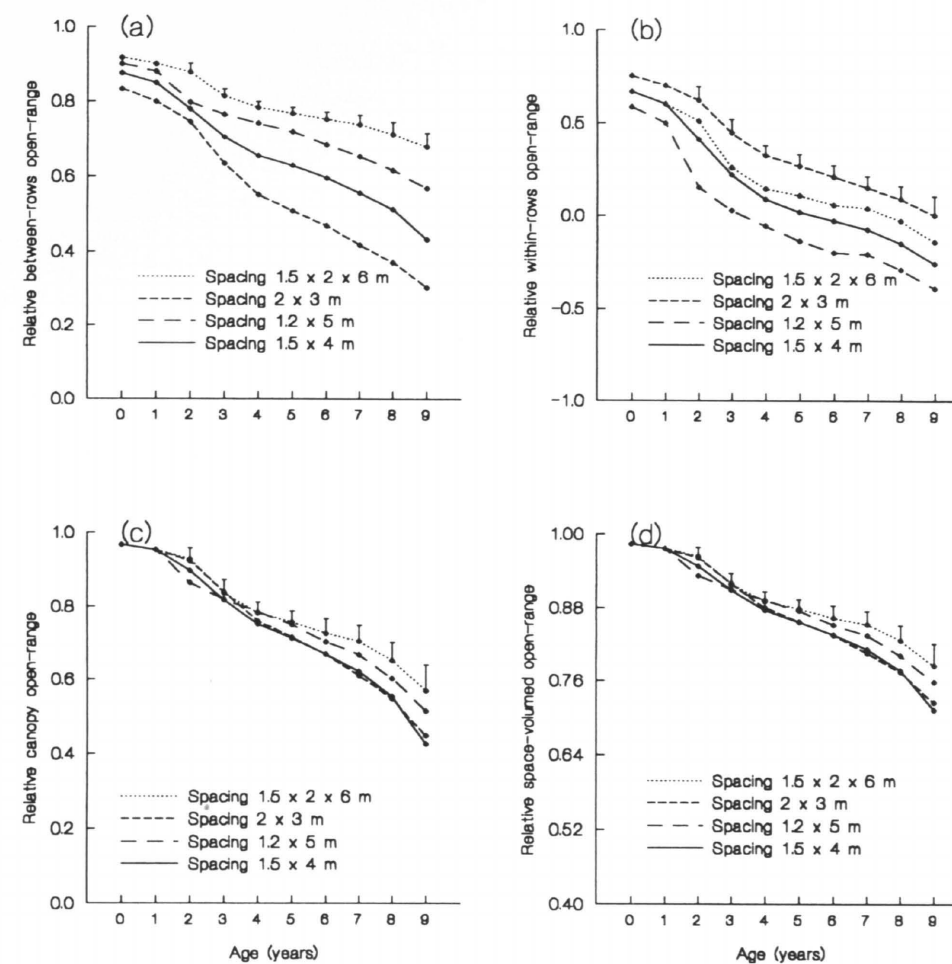 (a)
Relative between-rows open-range
1.0
0.8
0.6
0.4
0.2
0.0
Spacing 1.5 x 2 x 6 m
Spacing 2 x 3 m
Spacing 1.2 x 5 m
Spacing 1.5 x 4 m
0 1 2 3 4 5 6 7 8 9
(b)
Relative within-rows open-range
1.0
0.5
0.0
-0.5
-1.0
Spacing 1.5 x 2 x 6 m
Spacing 2 x 3 m
Spacing 1.2 x 5 m
Spacing 1.5 x 4 m
0 1 2 3 4 5 6 7 8 9
(c)
Relative canopy open-range
1.0
0.8
0.6
0.4
0.2
0.0
Spacing 1.5 x 2 x 6 m
Spacing 2 x 3 m
Spacing 1.2 x 5 m
Spacing 1.5 x 4 m
0 1 2 3 4 5 6 7 8 9
Age (years)
(d)
Relative space-volumed open-range
1.00
0.88
0.76
0.64
0.52
0.40
Spacing 1.5 x 2 x 6 m
Spacing 2 x 3 m
Spacing 1.2 x 5 m
Spacing 1.5 x 4 m
0 1 2 3 4 5 6 7 8 9
Age (years)